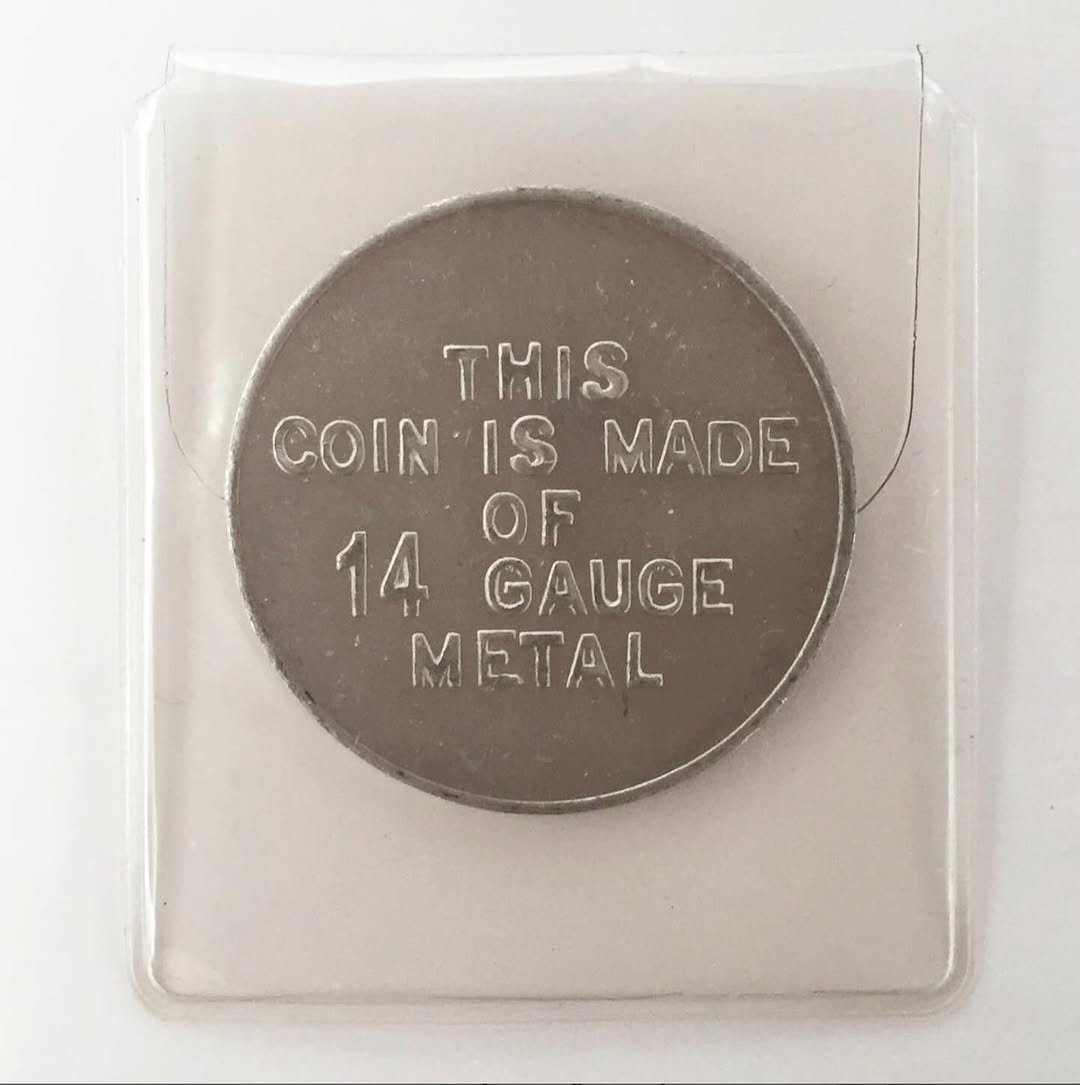 THIS
COIN IS MADE
OF
14 GAUGE
METAL